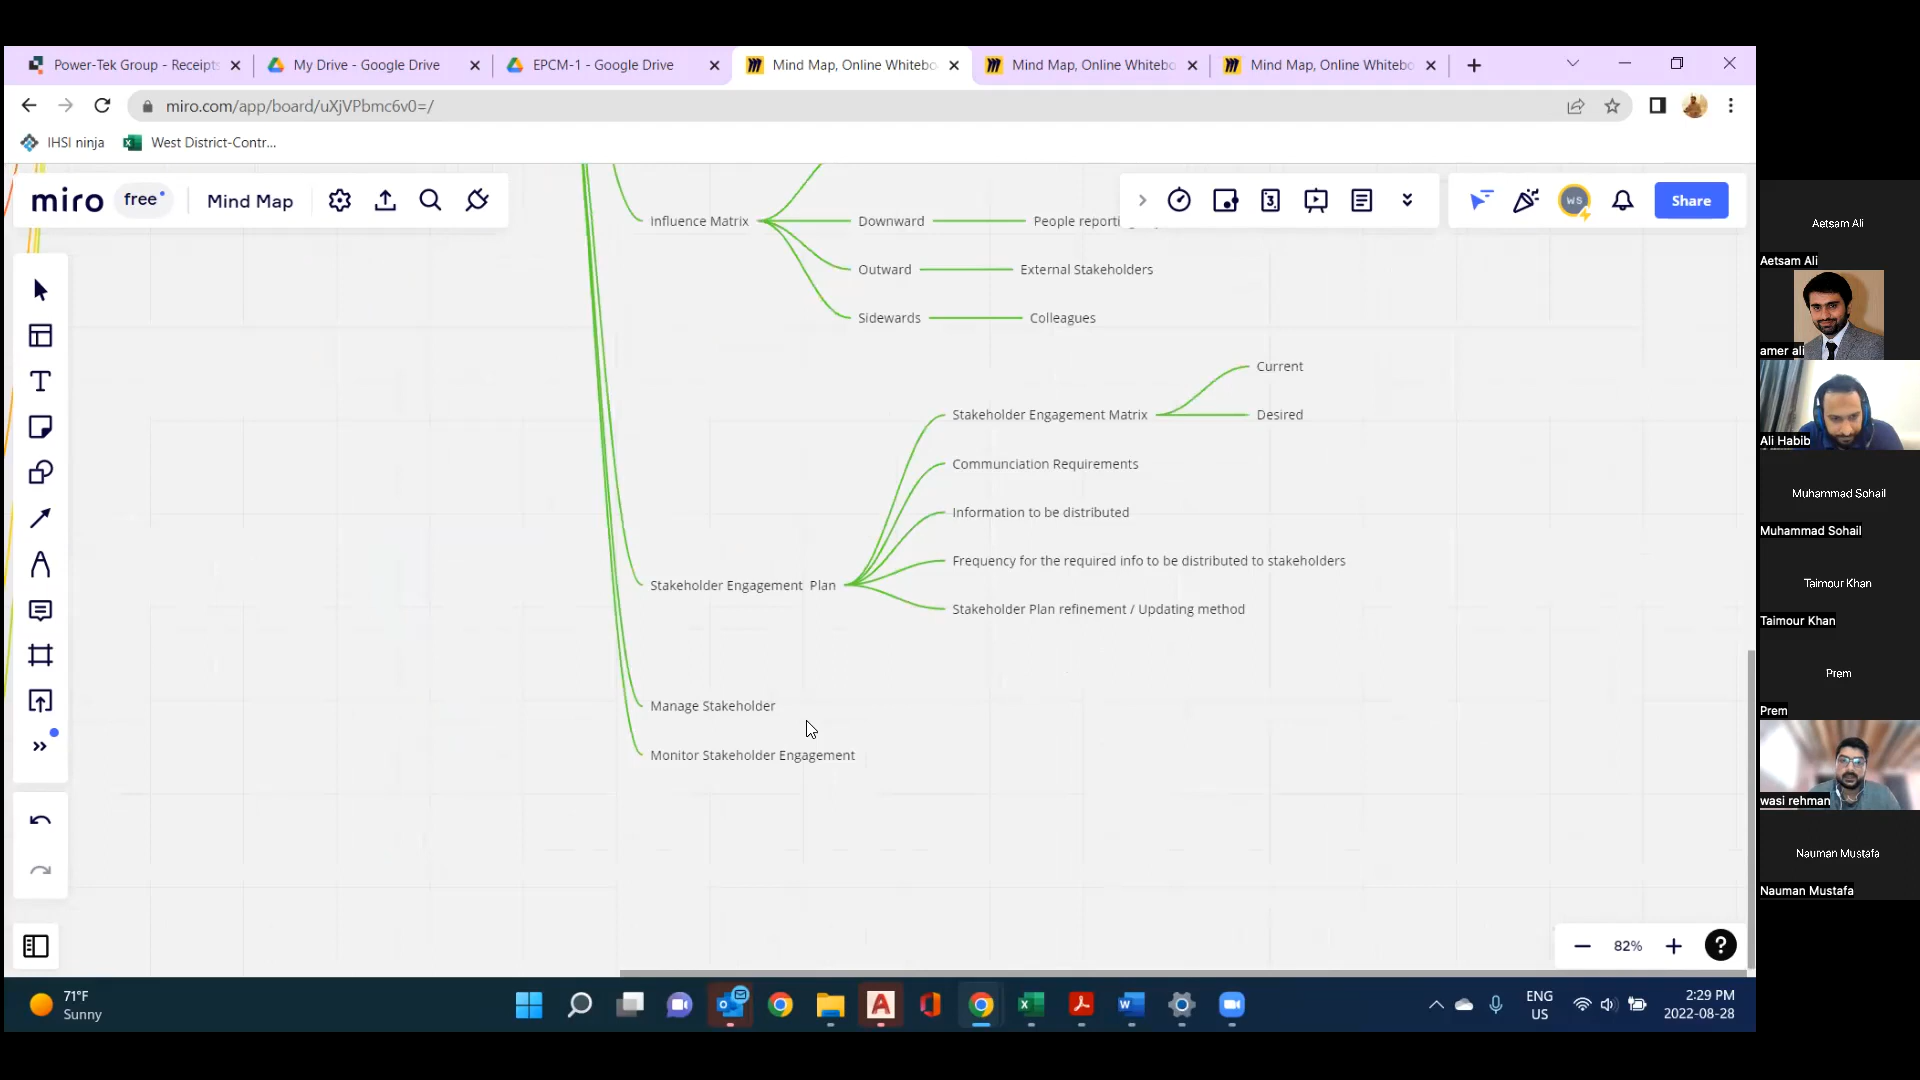 Power-Tek Group - Receipts
My Drive - Google Drive
EPCM-1 - Google Drive
Mind Map, Online Whitebo
Mind Map, Online Whitebo
Mind Map, Online Whitebo
miro.com/app/board/uXjVPbmc6v0=/
IHSI ninja
West District-Contr...
miro
free
Mind Map
3
WS
Share
Influence Matrix
Downward
People reporti
Outward
External Stakeholders
Sidewards
Colleagues
Current
Stakeholder Engagement Matrix
Desired
Communciation Requirements
Information to be distributed
Frequency for the required info to be distributed to stakeholders
Stakeholder Engagement Plan
Stakeholder Plan refinement / Updating method
Manage Stakeholder
Monitor Stakeholder Engagement
82%
71°F
Sunny
ENG
US
2:29 PM
2022-08-28
Aetsam Ali
Aetsam Ali
amer ali
Ali Habib
Muhammad Sohail
Muhammad Sohail
Taimour Khan
Taimour Khan
Prem
Prem
wasi rehman
Nauman Mustafa
Nauman Mustafa